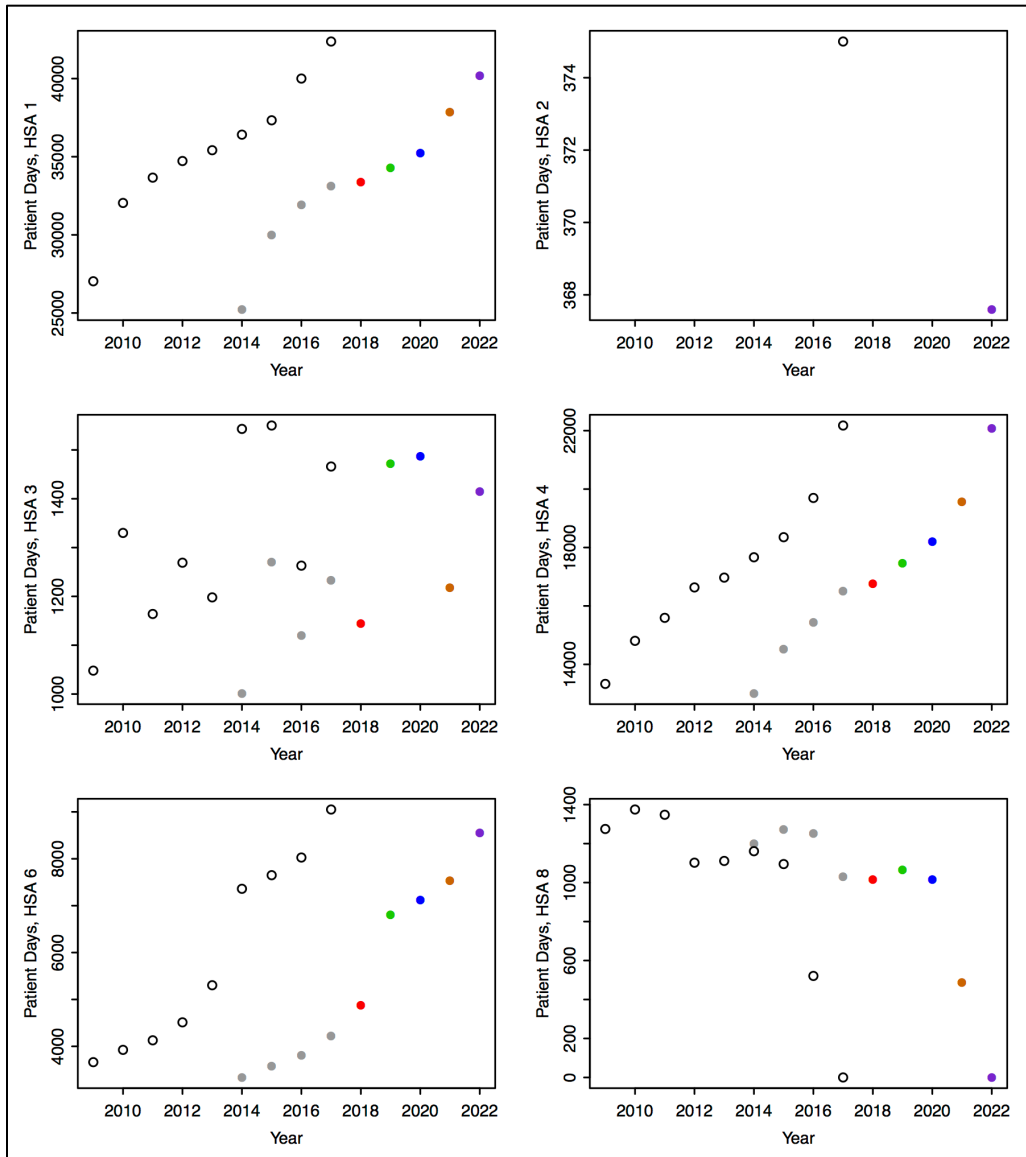 Patient Days, HSA 1
25000 30000 35000 40000
2010 2012 2014 2016 2018 2020 2022
Year
Patient Days, HSA 2
368 370 372 374
2010 2012 2014 2016 2018 2020 2022
Year
Patient Days, HSA 3
1000 1200 1400
2010 2012 2014 2016 2018 2020 2022
Year
Patient Days, HSA 4
14000 18000 22000
2010 2012 2014 2016 2018 2020 2022
Year
Patient Days, HSA 6
4000 6000 8000
2010 2012 2014 2016 2018 2020 2022
Year
Patient Days, HSA 8
0 200 600 1000 1400
2010 2012 2014 2016 2018 2020 2022
Year